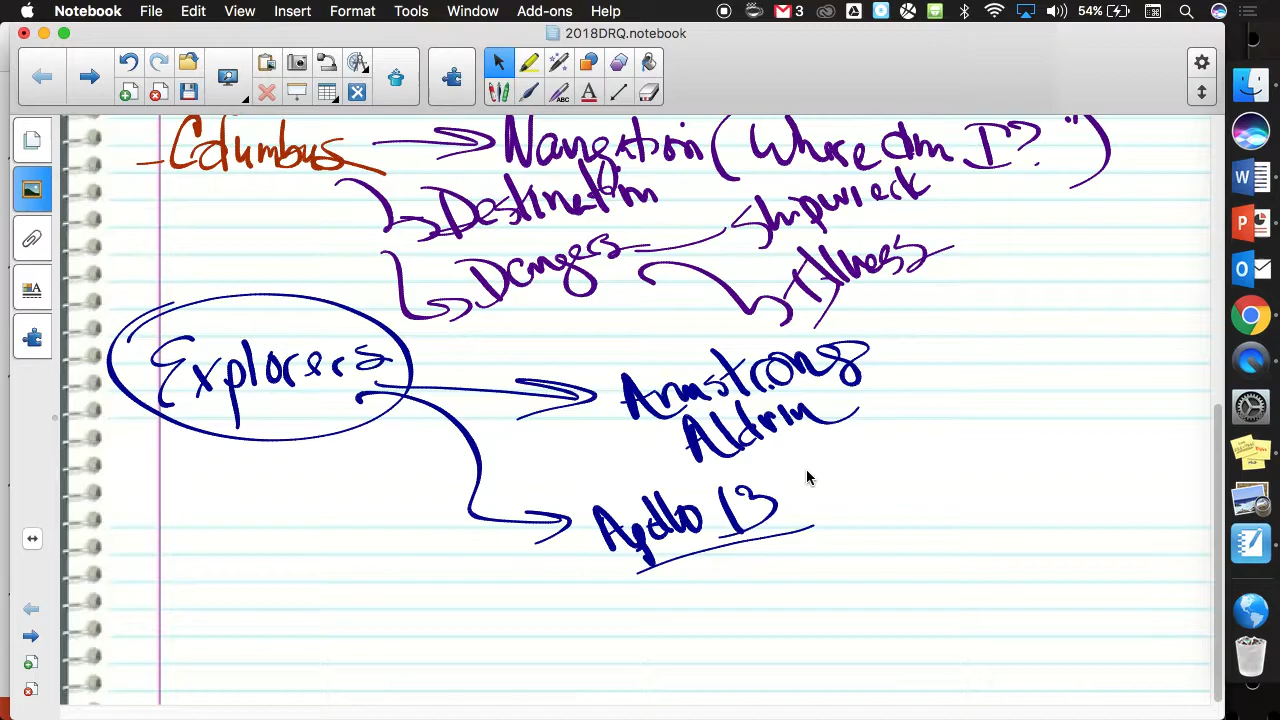 Notebook File Edit View Insert Format Tools Window Add-ons Help 3 54%
2018DRQ.notebook
Columbus Navigation ( Where Am I? ")
Destination
Dangers Shipwreck
Illness
Explorers Armstrong
Aldrin
Apollo 13